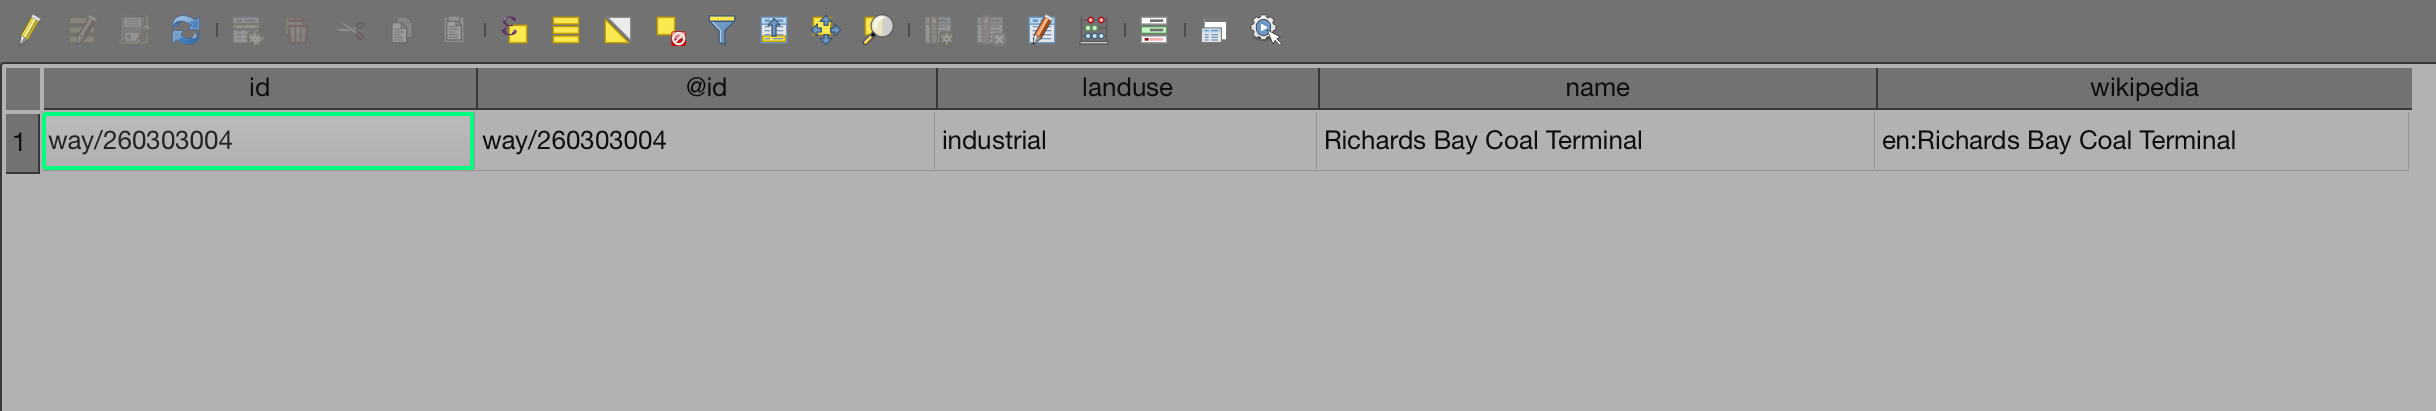 id @id landuse name wikipedia
1 way/260303004 way/260303004 industrial Richards Bay Coal Terminal en:Richards Bay Coal Terminal